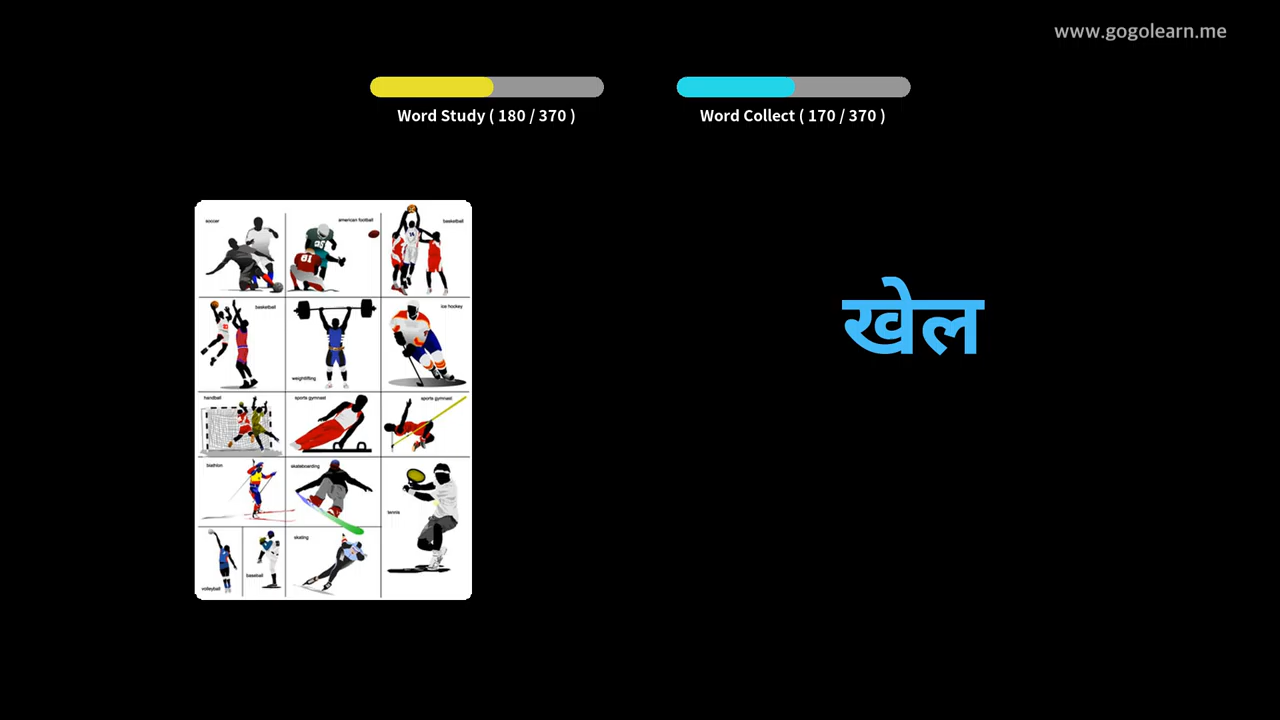 www.gogolearn.me
Word Study ( 180 / 370 )
Word Collect ( 170 / 370 )
soccer
american football
basketball
basketball
weightlifting
ice hockey
handball
sports gymnast
sports gymnast
biathlon
skateboarding
tennis
volleyball
baseball
skating
खेल